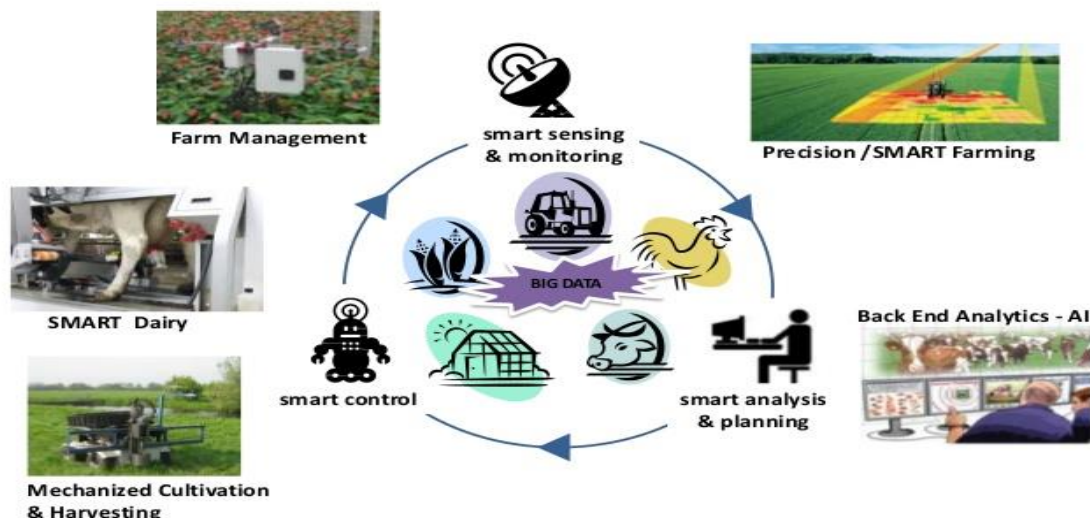 Farm Management
smart sensing
& monitoring
Precision /SMART Farming
BIG DATA
SMART  Dairy
Back End Analytics - AI
smart control
smart analysis
& planning
Mechanized Cultivation
& Harvesting